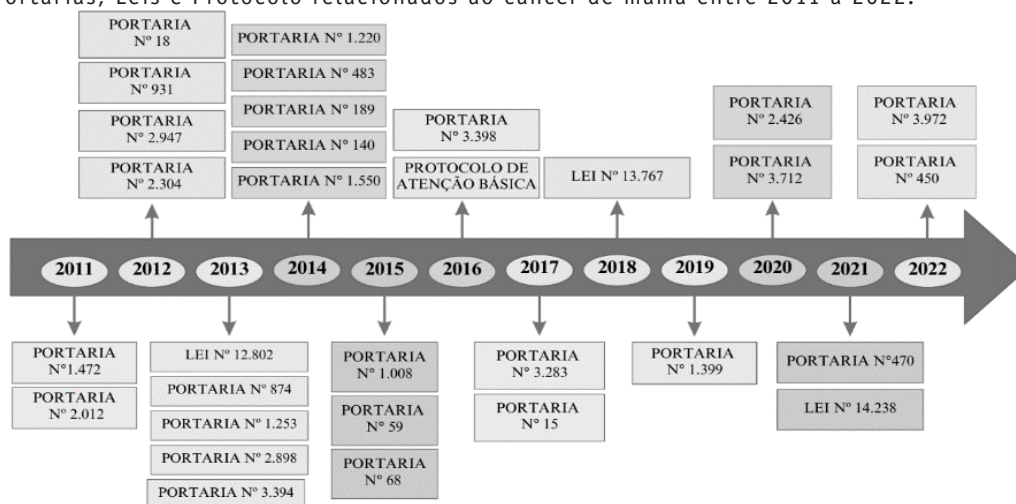 ortarias, Leis e Protocolo relacionados ao câncer de mama entre 2011 a 2022.
PORTARIA
Nº 18
PORTARIA
Nº 931
PORTARIA
Nº 2.947
PORTARIA
Nº 2.304
PORTARIA Nº 1.220
PORTARIA Nº 483
PORTARIA Nº 189
PORTARIA Nº 140
PORTARIA Nº 1.550
PORTARIA
Nº 3.398
PROTOCOLO DE
ATENÇÃO BÁSICA
LEI Nº 13.767
PORTARIA
Nº 2.426
PORTARIA
Nº 3.712
PORTARIA
Nº 3.972
PORTARIA
Nº 450
2011 2012 2013 2014 2015 2016 2017 2018 2019 2020 2021 2022
PORTARIA
Nº1.472
PORTARIA
Nº 2.012
LEI Nº 12.802
PORTARIA Nº 874
PORTARIA Nº 1.253
PORTARIA Nº 2.898
PORTARIA Nº 3.394
PORTARIA
Nº 1.008
PORTARIA
Nº 59
PORTARIA
Nº 68
PORTARIA
Nº 3.283
PORTARIA
Nº 15
PORTARIA
Nº 1.399
PORTARIA Nº470
LEI Nº 14.238